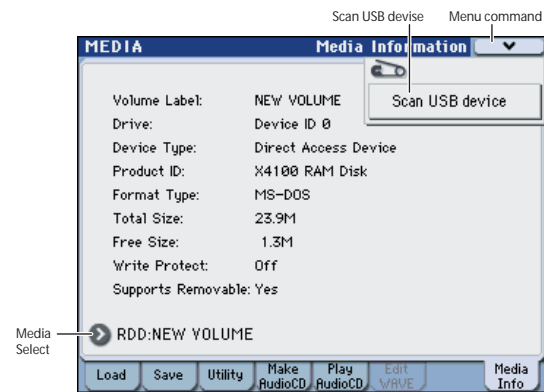 Scan USB devise Menu command
MEDIA Media Information
Scan USB device
Volume Label: NEW VOLUME
Drive: Device ID 0
Device Type: Direct Access Device
Product ID: X4100 RAM Disk
Format Type: MS-DOS
Total Size: 23.9M
Free Size: 1.3M
Write Protect: Off
Supports Removable: Yes
Media
Select
RDD:NEW VOLUME
Load Save Utility Make AudioCD Play AudioCD Edit WAVE Media Info